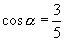 cos α = 3/5